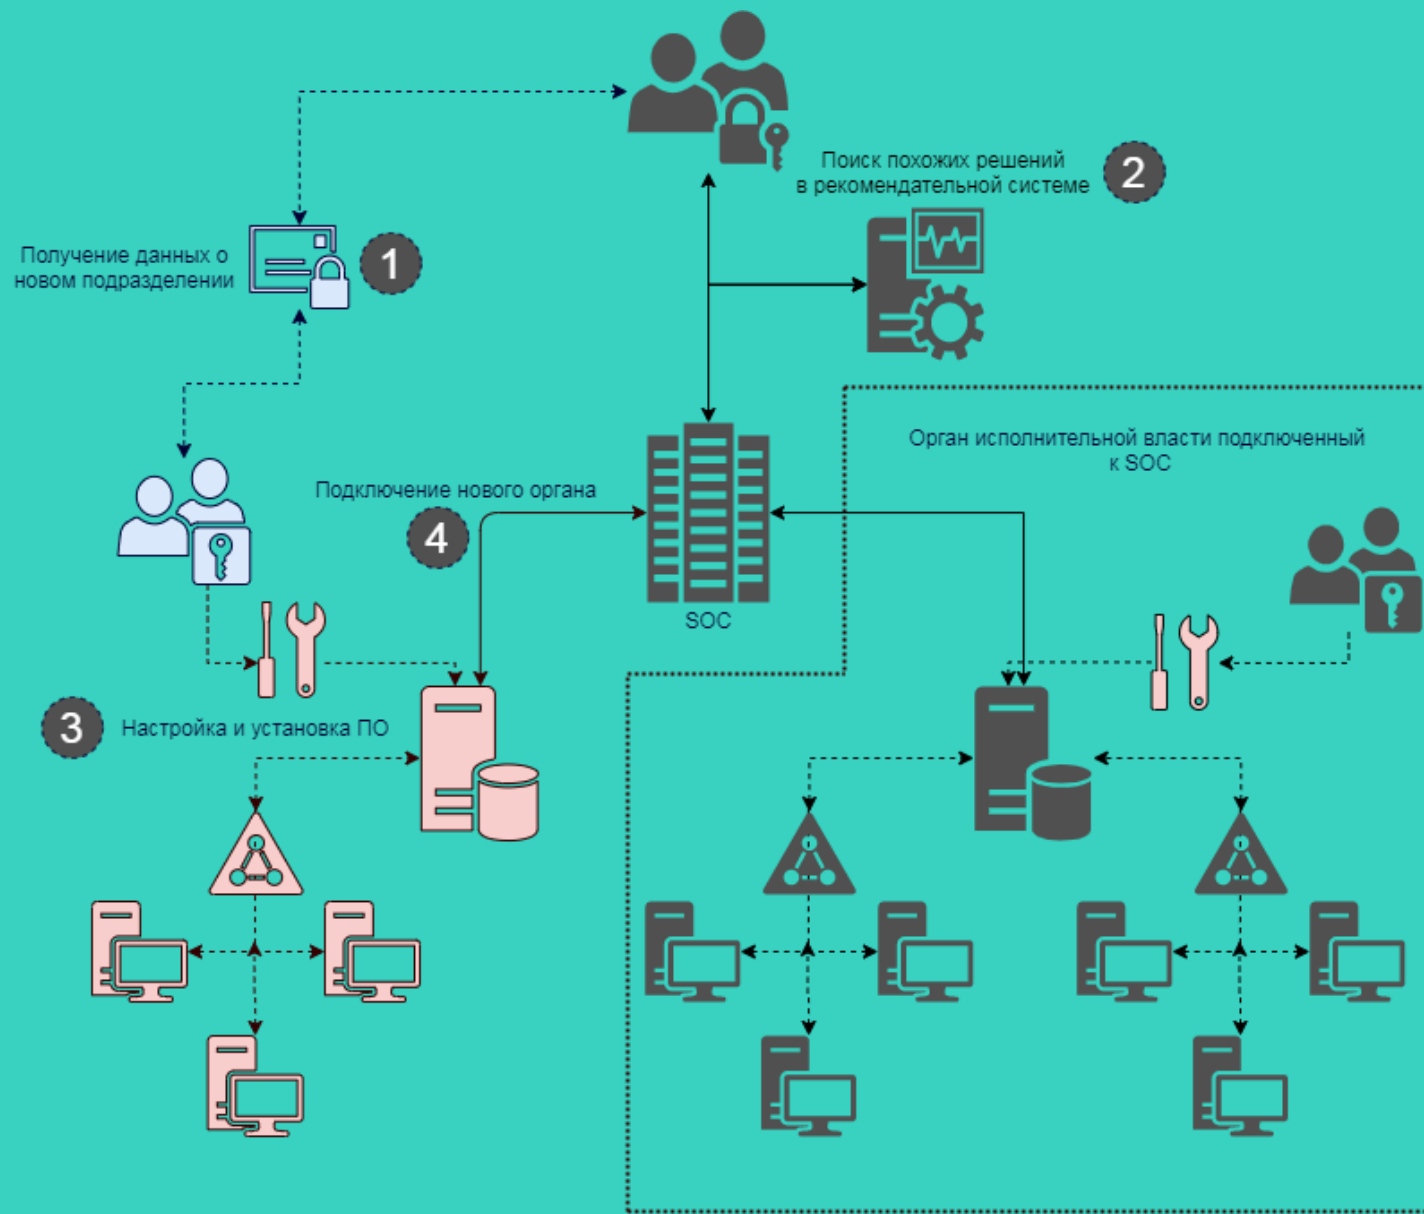 Поиск похожих решений
в рекомендательной системе
2
Получение данных о
новом подразделении
1
Орган исполнительной власти подключенный
к SOC
Подключение нового органа
4
SOC
3
Настройка и установка ПО